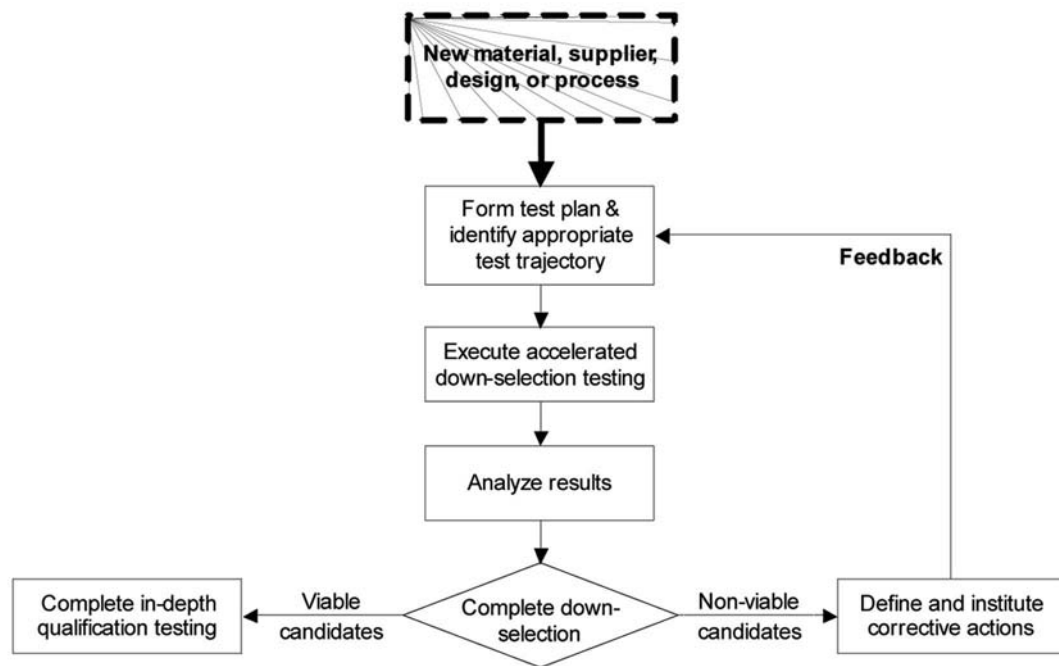 New material, supplier,
design, or process
Form test plan &
identify appropriate
test trajectory
Feedback
Execute accelerated
down-selection testing
Analyze results
Complete in-depth
qualification testing
Viable
candidates
Complete down-
selection
Non-viable
candidates
Define and institute
corrective actions